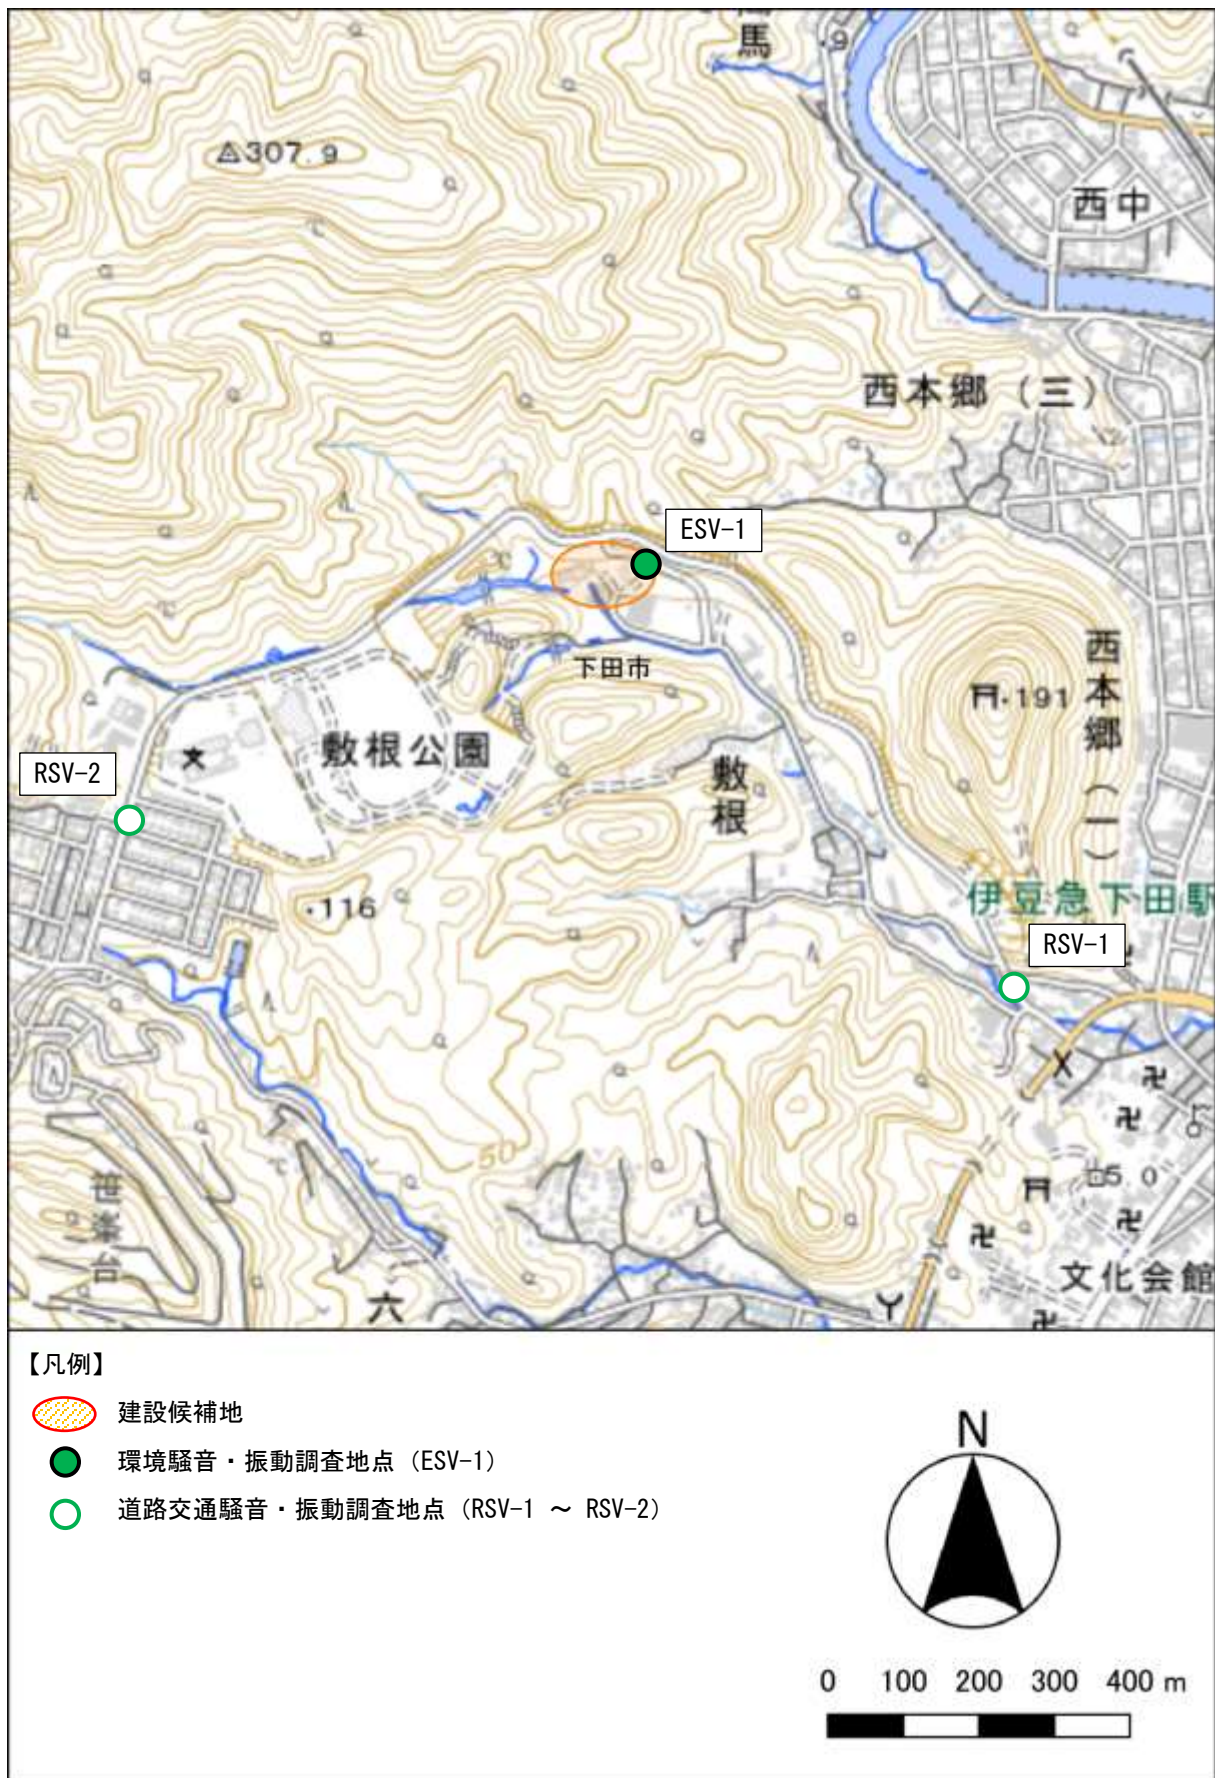 馬
・9
△307.9
西中
西本郷（三）
ESV-1
下田市
西本郷（一）
・191
敷根公園
文
敷根
RSV-2
・116
伊豆急下田駅
RSV-1
50
50
文化会館
六
【凡例】
建設候補地
環境騒音・振動調査地点（ESV-1）
道路交通騒音・振動調査地点（RSV-1 ～ RSV-2）
N
0 100 200 300 400 m